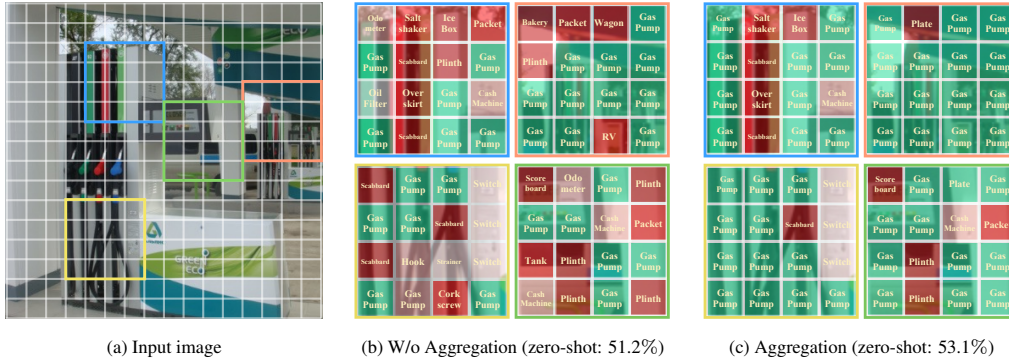 ECO
GREEN
ECO
(a) Input image
Odo meter Salt shaker Ice Box Packet
Gas Pump Scabbard Plinth Gas Pump
Oil Filter Over skirt Gas Pump Cash Machine
Gas Pump Scabbard Gas Pump Gas Pump
Bakery Packet Wagon Gas Pump
Plinth Gas Pump Gas Pump Gas Pump
Gas Pump Gas Pump Gas Pump Gas Pump
Gas Pump Gas Pump RV Gas Pump
Scabbard Gas Pump Gas Pump Switch
Gas Pump Gas Pump Scabbard Switch
Scabbard Hook Strainer Switch
Gas Pump Gas Pump Cork screw Gas Pump
Score board Odo meter Gas Pump Plinth
Gas Pump Gas Pump Cash Machine Packet
Tank Plinth Gas Pump Gas Pump
Cash Machine Plinth Gas Pump Plinth
(b) W/o Aggregation (zero-shot: 51.2%)
Gas Pump Salt shaker Ice Box Gas Pump
Gas Pump Scabbard Gas Pump Gas Pump
Gas Pump Over skirt Gas Pump Cash Machine
Gas Pump Scabbard Gas Pump Gas Pump
Gas Pump Plate Gas Pump Gas Pump
Gas Pump Gas Pump Gas Pump Gas Pump
Gas Pump Gas Pump Gas Pump Gas Pump
Gas Pump Gas Pump Gas Pump Gas Pump
Gas Pump Gas Pump Gas Pump Switch
Gas Pump Gas Pump Scabbard Switch
Gas Pump Gas Pump Gas Pump Switch
Gas Pump Gas Pump Gas Pump Gas Pump
Score board Gas Pump Plate Gas Pump
Gas Pump Gas Pump Cash Machine Packe
Gas Pump Gas Pump Gas Pump Gas Pump
Gas Pump Plinth Gas Pump Gas Pump
(c) Aggregation (zero-shot: 53.1%)